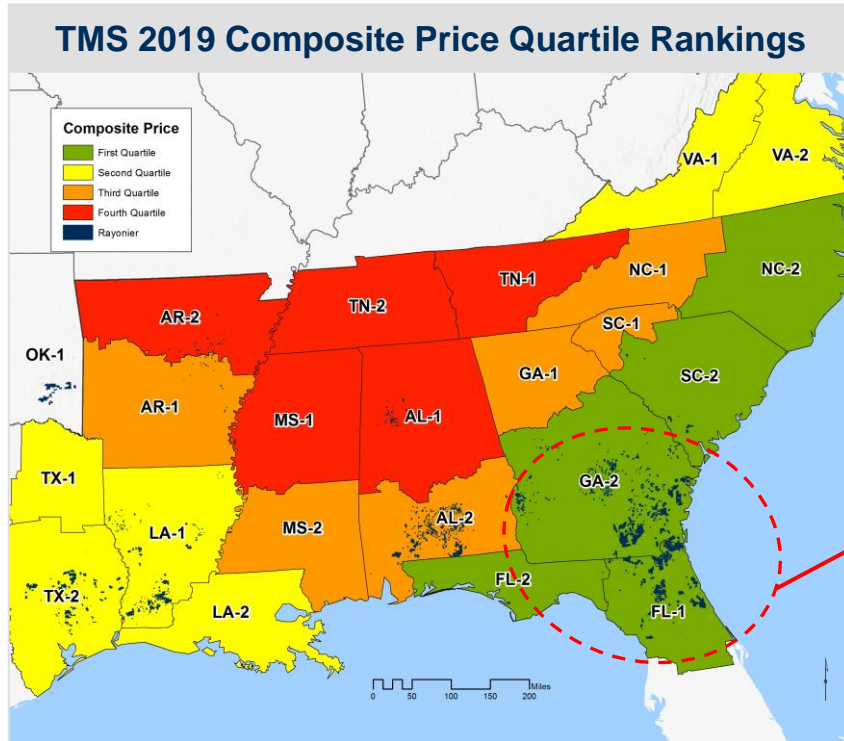 TMS 2019 Composite Price Quartile Rankings
Composite Price
First Quartile
Second Quartile
Third Quartile
Fourth Quartile
Rayonier
VA-1
VA-2
NC-1
NC-2
TN-1
TN-2
AR-2
SC-1
OK-1
GA-1
SC-2
AR-1
MS-1
AL-1
TX-1
GA-2
LA-1
MS-2
AL-2
TX-2
FL-2
LA-2
FL-1
Miles
0 50 100 150 200